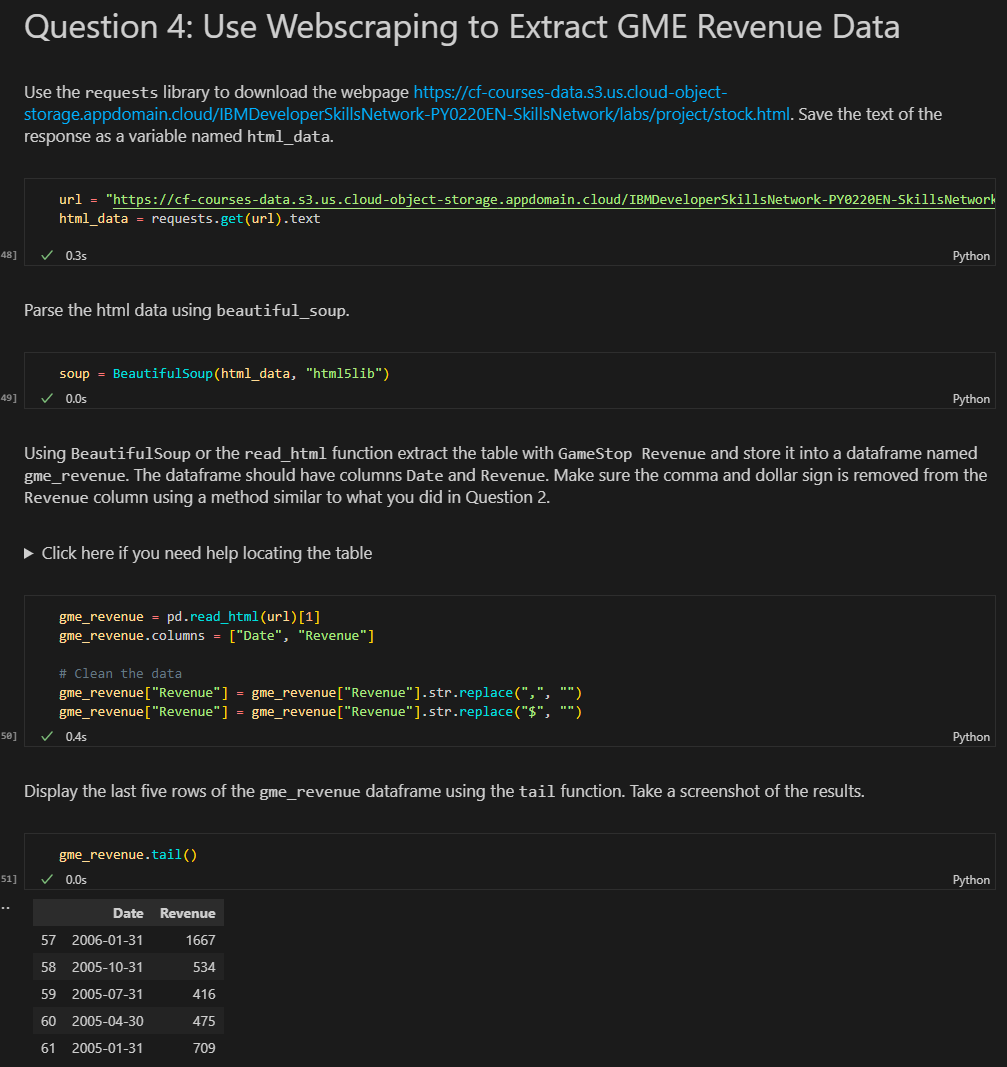 Question 4: Use Webscraping to Extract GME Revenue Data
Use the requests library to download the webpage https://cf-courses-data.s3.us.cloud-object-
storage.appdomain.cloud/IBMDeveloperSkillsNetwork-PY0220EN-SkillsNetwork/labs/project/stock.html. Save the text of the
response as a variable named html_data.
url = "https://cf-courses-data.s3.us.cloud-object-storage.appdomain.cloud/IBMDeveloperSkillsNetwork-PY0220EN-SkillsNetwork
html_data = requests.get(url).text
48] ✓ 0.3s Python
Parse the html data using beautiful_soup.
soup = BeautifulSoup(html_data, "html5lib")
49] ✓ 0.0s Python
Using BeautifulSoup or the read_html function extract the table with GameStop Revenue and store it into a dataframe named
gme_revenue. The dataframe should have columns Date and Revenue. Make sure the comma and dollar sign is removed from the
Revenue column using a method similar to what you did in Question 2.
▶ Click here if you need help locating the table
gme_revenue = pd.read_html(url)[1]
gme_revenue.columns = ["Date", "Revenue"]
# Clean the data
gme_revenue["Revenue"] = gme_revenue["Revenue"].str.replace(",", "")
gme_revenue["Revenue"] = gme_revenue["Revenue"].str.replace("$", "")
50] ✓ 0.4s Python
Display the last five rows of the gme_revenue dataframe using the tail function. Take a screenshot of the results.
gme_revenue.tail()
51] ✓ 0.0s Python
..
Date Revenue
57 2006-01-31 1667
58 2005-10-31 534
59 2005-07-31 416
60 2005-04-30 475
61 2005-01-31 709